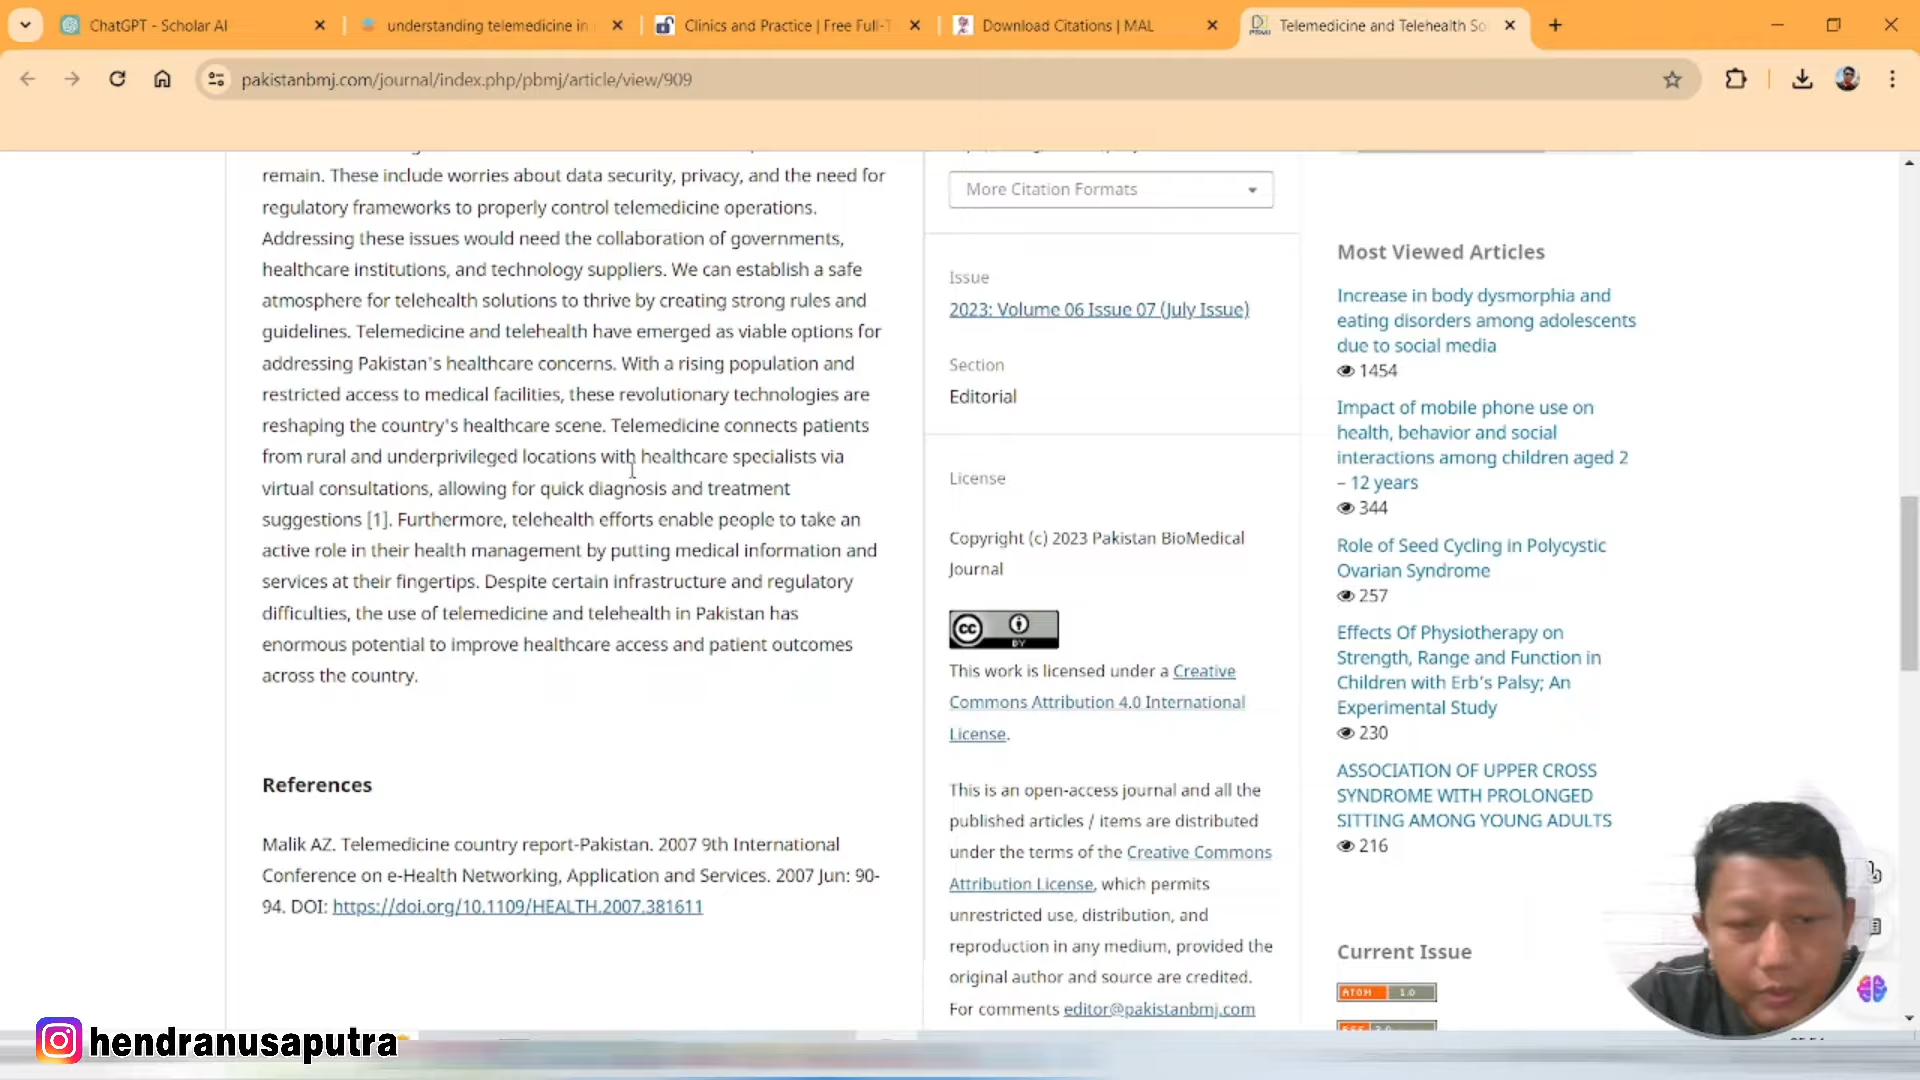 ChatGPT - Scholar AI
understanding telemedicine in
Clinics and Practice | Free Full-T
Download Citations | MAL
Telemedicine and Telehealth So
pakistanbmj.com/journal/index.php/pbmj/article/view/909
remain. These include worries about data security, privacy, and the need for
regulatory frameworks to properly control telemedicine operations.
Addressing these issues would need the collaboration of governments,
healthcare institutions, and technology suppliers. We can establish a safe
atmosphere for telehealth solutions to thrive by creating strong rules and
guidelines. Telemedicine and telehealth have emerged as viable options for
addressing Pakistan's healthcare concerns. With a rising population and
restricted access to medical facilities, these revolutionary technologies are
reshaping the country's healthcare scene. Telemedicine connects patients
from rural and underprivileged locations with healthcare specialists via
virtual consultations, allowing for quick diagnosis and treatment
suggestions [1]. Furthermore, telehealth efforts enable people to take an
active role in their health management by putting medical information and
services at their fingertips. Despite certain infrastructure and regulatory
difficulties, the use of telemedicine and telehealth in Pakistan has
enormous potential to improve healthcare access and patient outcomes
across the country.
References
Malik AZ. Telemedicine country report-Pakistan. 2007 9th International
Conference on e-Health Networking, Application and Services. 2007 Jun: 90-
94. DOI: https://doi.org/10.1109/HEALTH.2007.381611
More Citation Formats
Issue
2023: Volume 06 Issue 07 (July Issue)
Section
Editorial
License
Copyright (c) 2023 Pakistan BioMedical
Journal
cc
BY
This work is licensed under a Creative
Commons Attribution 4.0 International
License.
This is an open-access journal and all the
published articles / items are distributed
under the terms of the Creative Commons
Attribution License, which permits
unrestricted use, distribution, and
reproduction in any medium, provided the
original author and source are credited.
For comments editor@pakistanbmj.com
Most Viewed Articles
Increase in body dysmorphia and
eating disorders among adolescents
due to social media
1454
Impact of mobile phone use on
health, behavior and social
interactions among children aged 2
– 12 years
344
Role of Seed Cycling in Polycystic
Ovarian Syndrome
257
Effects Of Physiotherapy on
Strength, Range and Function in
Children with Erb's Palsy; An
Experimental Study
230
ASSOCIATION OF UPPER CROSS
SYNDROME WITH PROLONGED
SITTING AMONG YOUNG ADULTS
216
Current Issue
ATOM 1.0
hendranusaputra